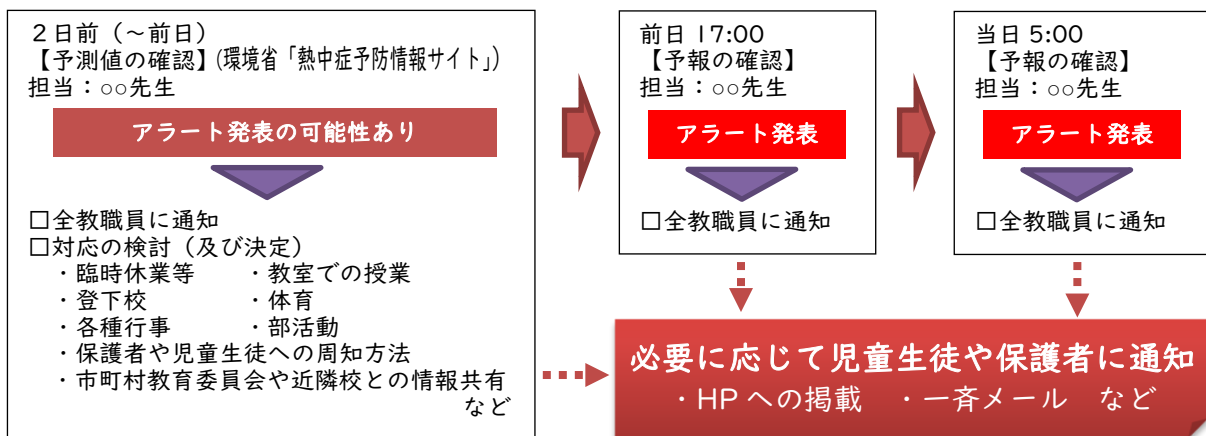 ２日前（～前日）
【予測値の確認】(環境省「熱中症予防情報サイト」)
担当：○○先生
アラート発表の可能性あり
□全教職員に通知
□対応の検討（及び決定）
・臨時休業等　・教室での授業
・登下校　・体育
・各種行事　・部活動
・保護者や児童生徒への周知方法
・市町村教育委員会や近隣校との情報共有
など
前日 17:00
【予報の確認】
担当：○○先生
アラート発表
□全教職員に通知
当日 5:00
【予報の確認】
担当：○○先生
アラート発表
□全教職員に通知
必要に応じて児童生徒や保護者に通知
・HP への掲載　・一斉メール　など